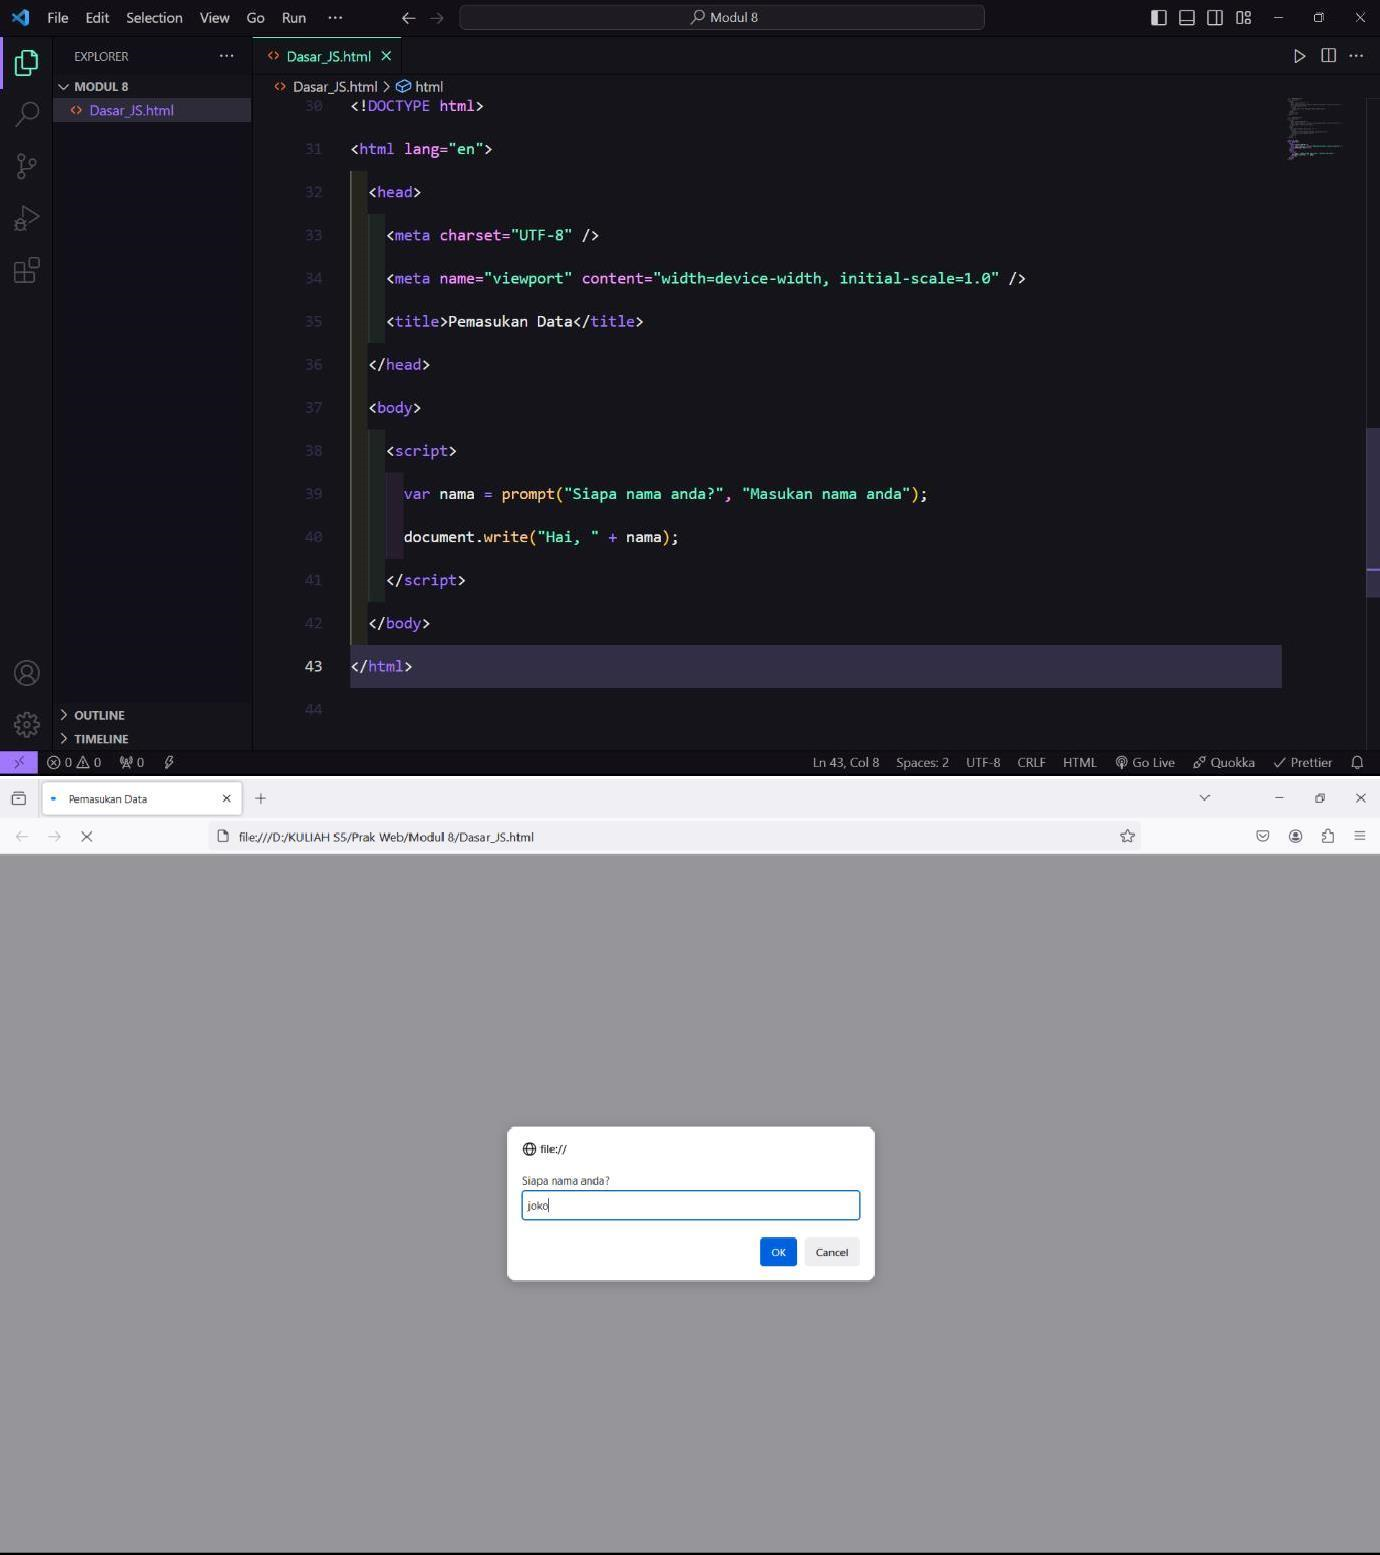 File Edit Selection View Go Run ··· Modul 8
EXPLORER ···
Dasar_JS.html
MODUL 8
Dasar_JS.html
Dasar_JS.html > html
30 <!DOCTYPE html>
31 <html lang="en">
32 <head>
33 <meta charset="UTF-8" />
34 <meta name="viewport" content="width=device-width, initial-scale=1.0" />
35 <title>Pemasukan Data</title>
36 </head>
37 <body>
38 <script>
39 var nama = prompt("Siapa nama anda?", "Masukan nama anda");
40 document.write("Hai, " + nama);
41 </script>
42 </body>
43 </html>
44
OUTLINE
TIMELINE
0 0 0 Ln 43, Col 8 Spaces: 2 UTF-8 CRLF HTML Go Live Quokka Prettier
Pemasukan Data
file:///D:/KULIAH S5/Prak Web/Modul 8/Dasar_JS.html
file://
Siapa nama anda?
joko
OK Cancel